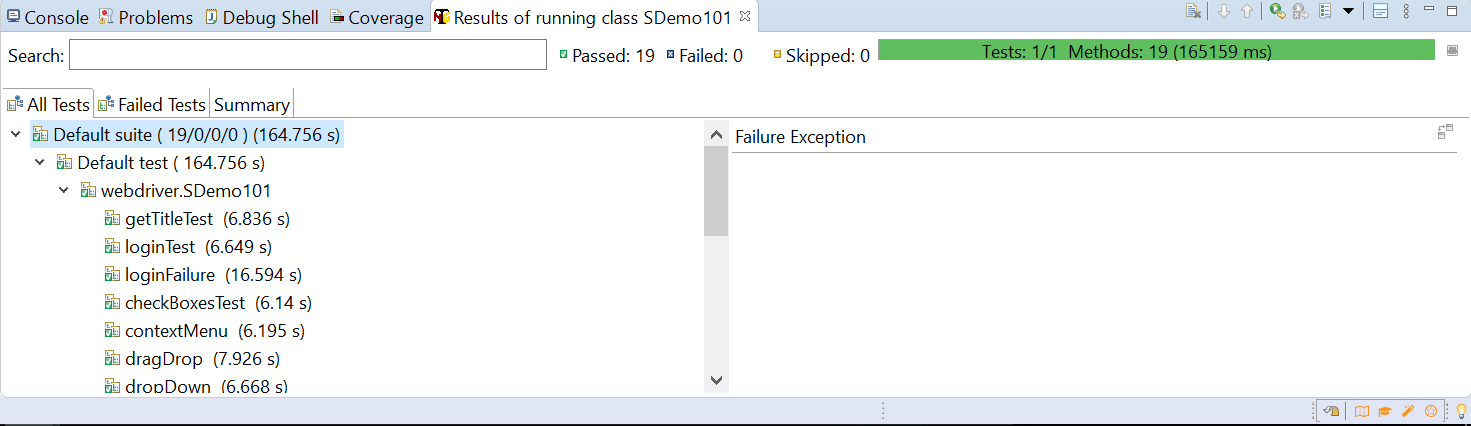 Console Problems Debug Shell Coverage Results of running class SDemo101
Search: Passed: 19 Failed: 0 Skipped: 0 Tests: 1/1 Methods: 19 (165159 ms)
All Tests Failed Tests Summary
Default suite ( 19/0/0/0 ) (164.756 s)
Failure Exception
Default test ( 164.756 s)
webdriver.SDemo101
getTitleTest (6.836 s)
loginTest (6.649 s)
loginFailure (16.594 s)
checkBoxesTest (6.14 s)
contextMenu (6.195 s)
dragDrop (7.926 s)
dropDown (6.668 s)